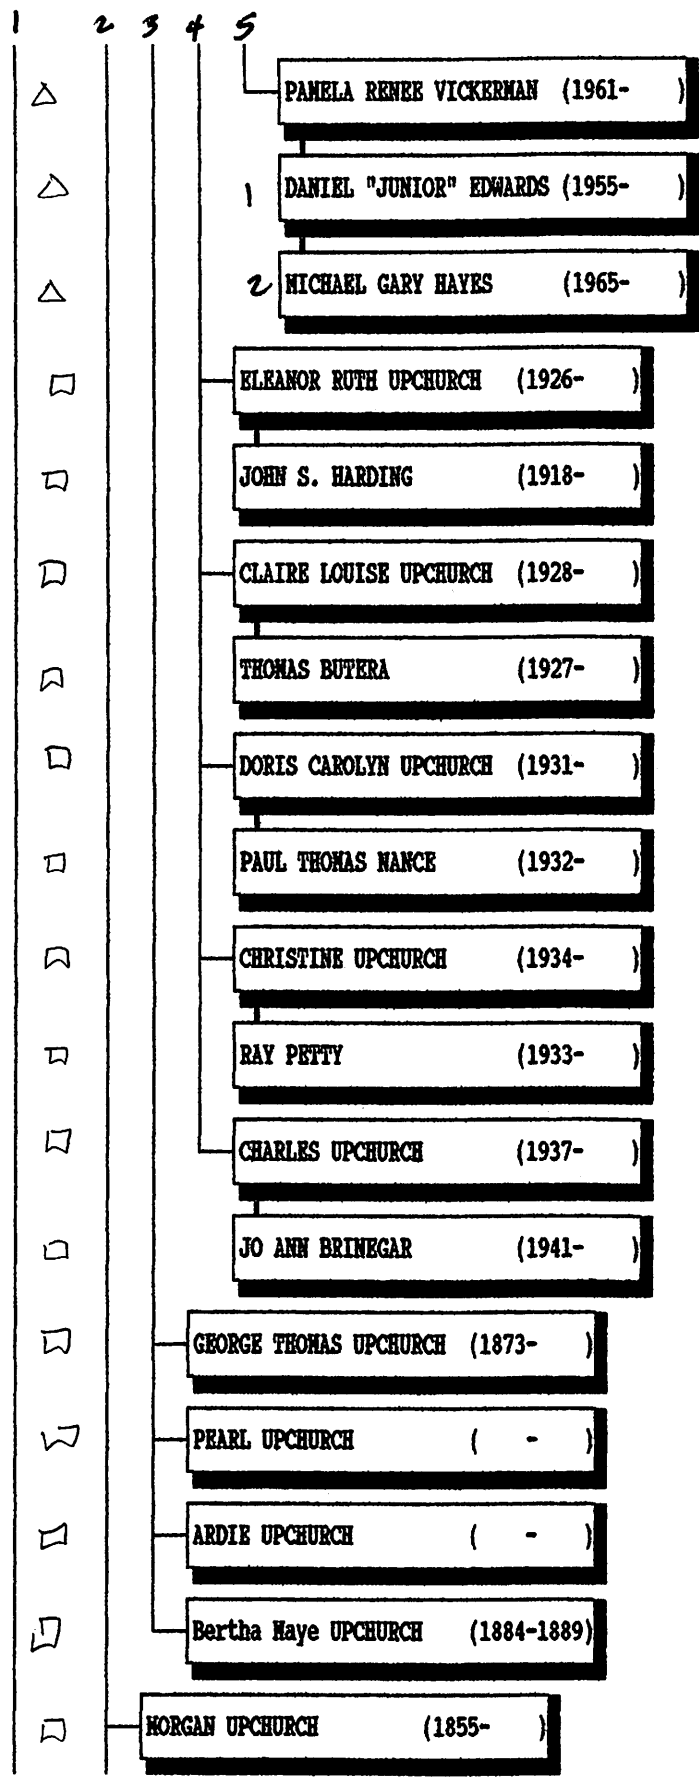 1 2 3 4 5
PAMELA RENEE VICKERMAN (1961- )
1 DANIEL "JUNIOR" EDWARDS (1955- )
2 MICHAEL GARY HAYES (1965- )
ELEANOR RUTH UPCHURCH (1926- )
JOHN S. HARDING (1918- )
CLAIRE LOUISE UPCHURCH (1928- )
THOMAS BUTERA (1927- )
DORIS CAROLYN UPCHURCH (1931- )
PAUL THOMAS NANCE (1932- )
CHRISTINE UPCHURCH (1934- )
RAY PETTY (1933- )
CHARLES UPCHURCH (1937- )
JO ANN BRINEGAR (1941- )
GEORGE THOMAS UPCHURCH (1873- )
PEARL UPCHURCH ( - )
ARDIE UPCHURCH ( - )
Bertha Maye UPCHURCH (1884-1889)
MORGAN UPCHURCH (1855- )